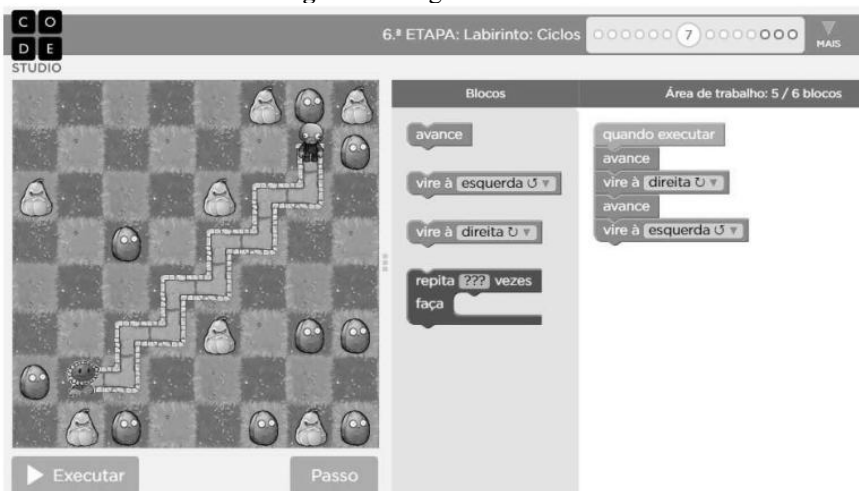 C O
D E
STUDIO
6.ª ETAPA: Labirinto: Ciclos
7
MAIS
Blocos
Área de trabalho: 5 / 6 blocos
avance
vire à esquerda ↺ ▼
vire à direita ↻ ▼
repita ??? vezes
faça
quando executar
avance
vire à direita ↻ ▼
avance
vire à esquerda ↺ ▼
Executar
Passo